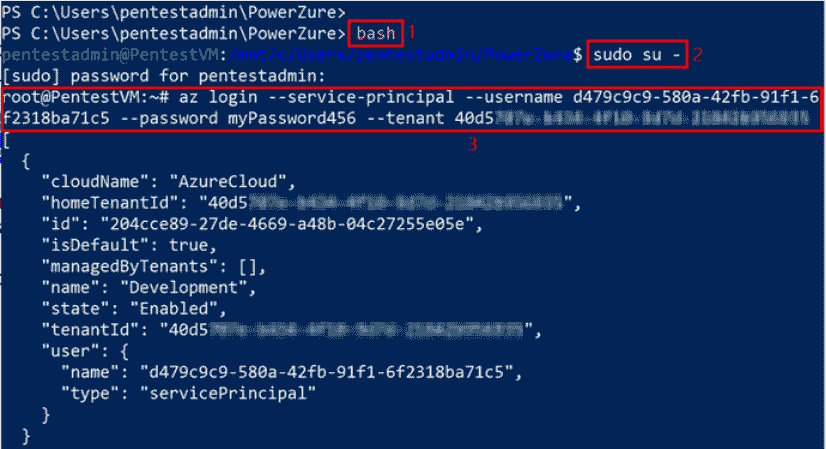 PS C:\Users\pentestadmin\PowerZure>
PS C:\Users\pentestadmin\PowerZure> bash 1
pentestadmin@PentestVM:/mnt/c/Users/pentestadmin/PowerZure$ sudo su - 2
[sudo] password for pentestadmin:
root@PentestVM:~# az login --service-principal --username d479c9c9-580a-42fb-91f1-6
f2318ba71c5 --password myPassword456 --tenant 40d5
3
[
{
"cloudName": "AzureCloud",
"homeTenantId": "40d5 ",
"id": "204cce89-27de-4669-a48b-04c27255e05e",
"isDefault": true,
"managedByTenants": [],
"name": "Development",
"state": "Enabled",
"tenantId": "40d5 ",
"user": {
"name": "d479c9c9-580a-42fb-91f1-6f2318ba71c5",
"type": "servicePrincipal"
}
}